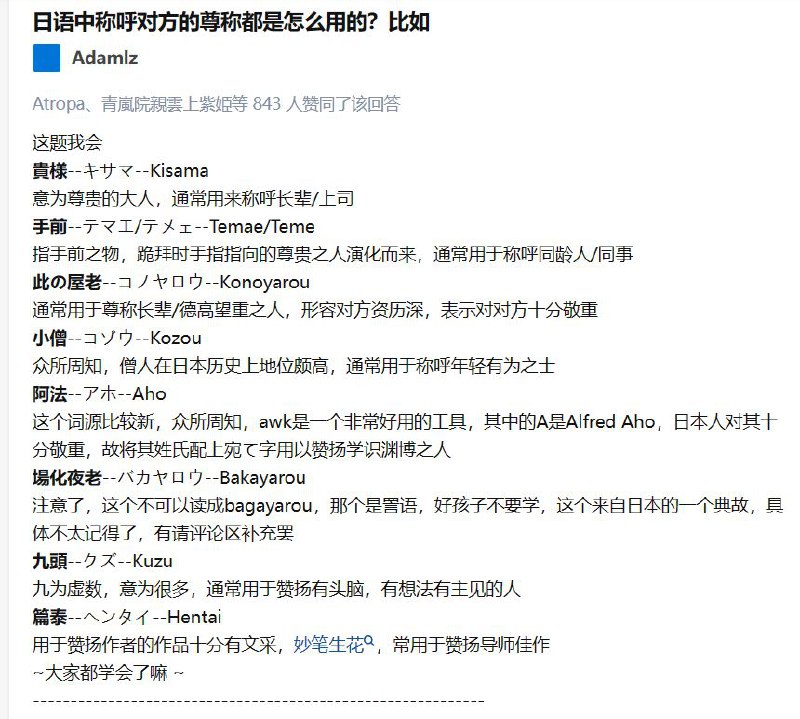 日语中称呼对方的尊称都是怎么用的？比如
Adamlz
Atropa、青嵐院親雲上紫姫等 843 人赞同了该回答
这题我会
貴様--キサマ--Kisama
意为尊贵的大人，通常用来称呼长辈/上司
手前--テマエ/テメェ--Temae/Teme
指手前之物，跪拜时手指指向的尊贵之人演化而来，通常用于称呼同龄人/同事
此の屋老--コノヤロウ--Konoyarou
通常用于尊称长辈/德高望重之人，形容对方资历深，表示对对方十分敬重
小僧--コゾウ--Kozou
众所周知，僧人在日本历史上地位颇高，通常用于称呼年轻有为之士
阿法--アホ--Aho
这个词源比较新，众所周知，awk是一个非常好用的工具，其中的A是Alfred Aho，日本人对其十
分敬重，故将其姓氏配上宛て字用以赞扬学识渊博之人
場化夜老--バカヤロウ--Bakayarou
注意了，这个不可以读成bagayarou，那个是詈语，好孩子不要学，这个来自日本的一个典故，具
体不太记得了，有请评论区补充罢
九頭--クズ--Kuzu
九为虚数，意为很多，通常用于赞扬有头脑，有想法有主见的人
篇泰--ヘンタイ--Hentai
用于赞扬作者的作品十分有文采，妙笔生花，常用于赞扬导师佳作
~大家都学会了嘛 ~
------------------------------------------------------------